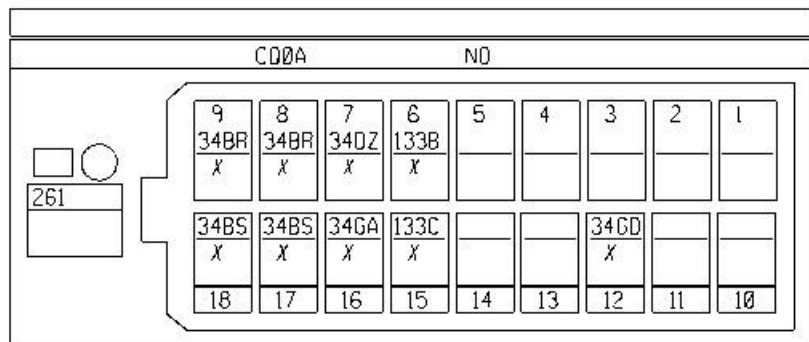 CQ0A NO
9 8 7 6 5 4 3 2 1
34BR 34BR 34DZ 133B
X X X X
261
34BS 34BS 34GA 133C 34GD
X X X X X
18 17 16 15 14 13 12 11 10